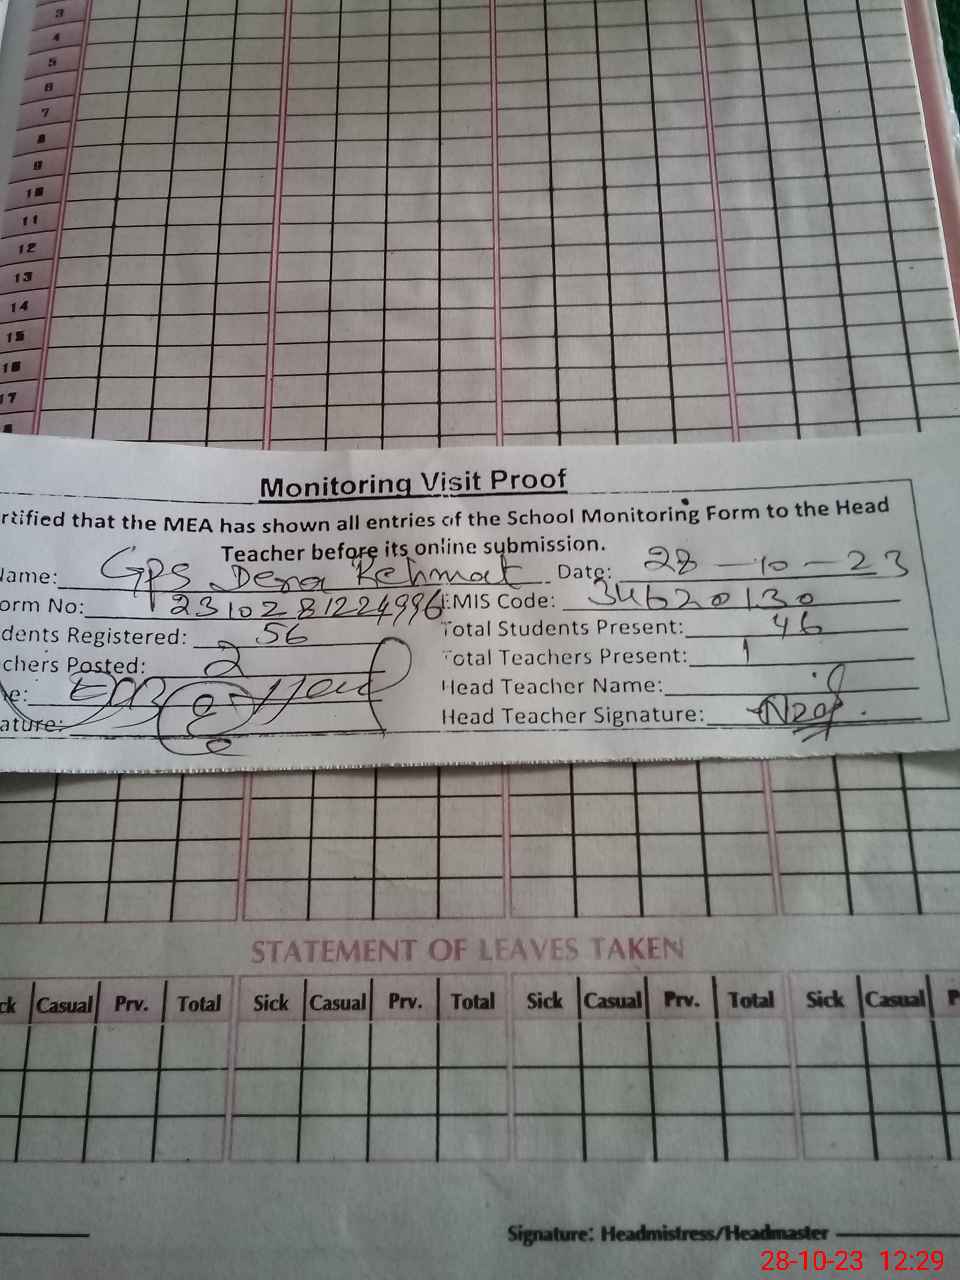 3
4
5
6
7
8
9
10
11
12
13
14
15
16
17
Monitoring Visit Proof
rtified that the MEA has shown all entries of the School Monitoring Form to the Head
Teacher before its online submission.
Name: GPS Dera Rehmat Date: 28-10-23
orm No: 2310281224996 EMIS Code: 34620130
dents Registered: 56 Total Students Present: 46
chers Posted: 2 Total Teachers Present: 1
e: Head Teacher Name:
ature: Head Teacher Signature:
STATEMENT OF LEAVES TAKEN
ck Casual Prv. Total Sick Casual Prv. Total Sick Casual Prv. Total Sick Casual P
Signature: Headmistress/Headmaster
28-10-23 12:29